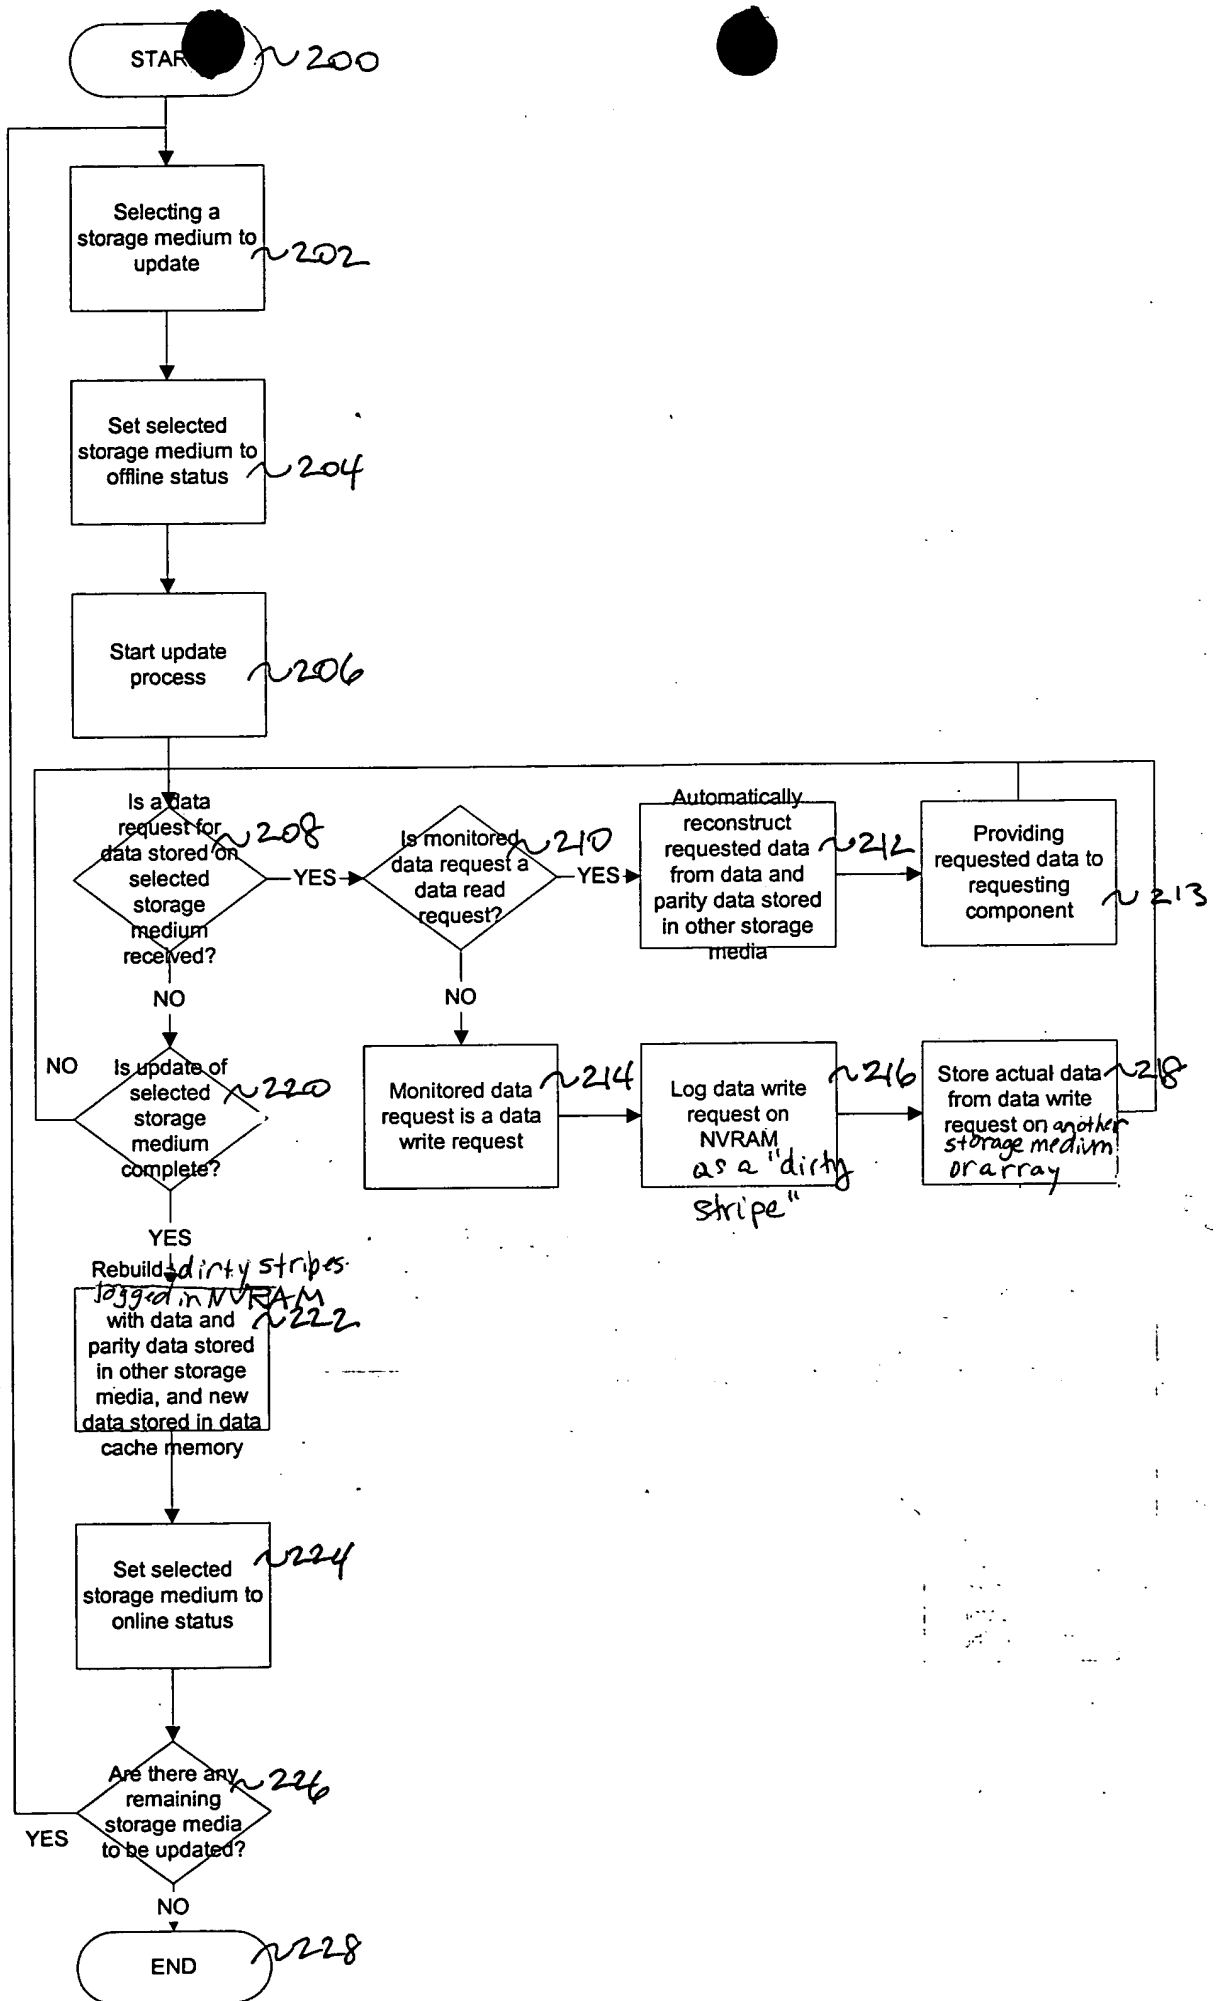 STAR
200
Selecting a
storage medium to
update
202
Set selected
storage medium to
offline status
204
Start update
process
206
Is a data
request for
data stored on
selected
storage
medium
received?
208
YES
Is monitored
data request a
data read
request?
210
YES
Automatically
reconstruct
requested data
from data and
parity data stored
in other storage
media
212
Providing
requested data to
requesting
component
213
NO
NO
NO
Is update of
selected
storage
medium
complete?
220
Monitored data
request is a data
write request
214
Log data write
request on
NVRAM
as a "dirty
stripe"
216
Store actual data
from data write
request on another
storage medium
or array
218
YES
Rebuild dirty stripes
logged in NVRAM
with data and
parity data stored
in other storage
media, and new
data stored in data
cache memory
222
Set selected
storage medium to
online status
224
Are there any
remaining
storage media
to be updated?
226
YES
NO
END
228